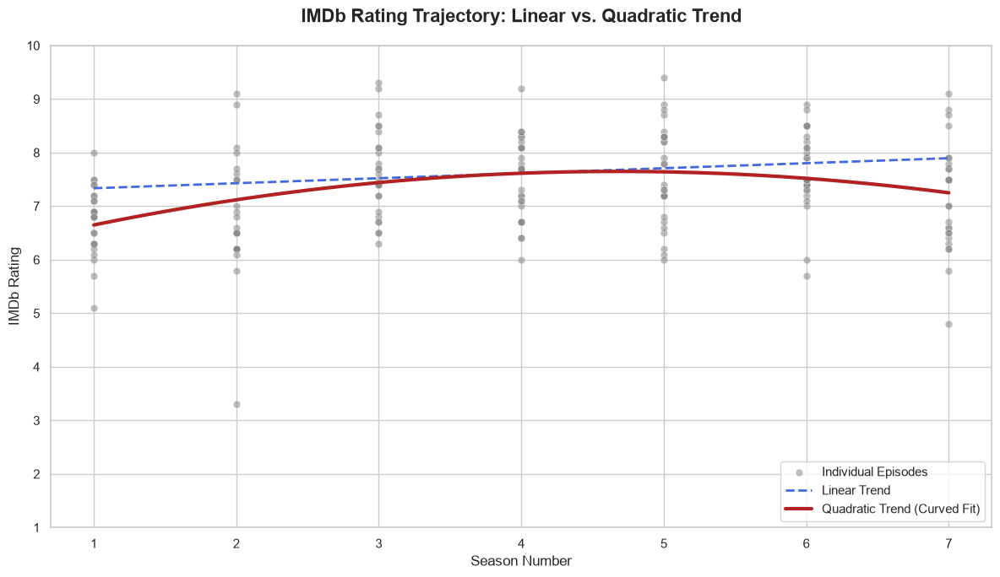 IMDb Rating Trajectory: Linear vs. Quadratic Trend
10
9
8
7
6
5
4
3
2
1
IMDb Rating
1 2 3 4 5 6 7
Season Number
Individual Episodes
Linear Trend
Quadratic Trend (Curved Fit)